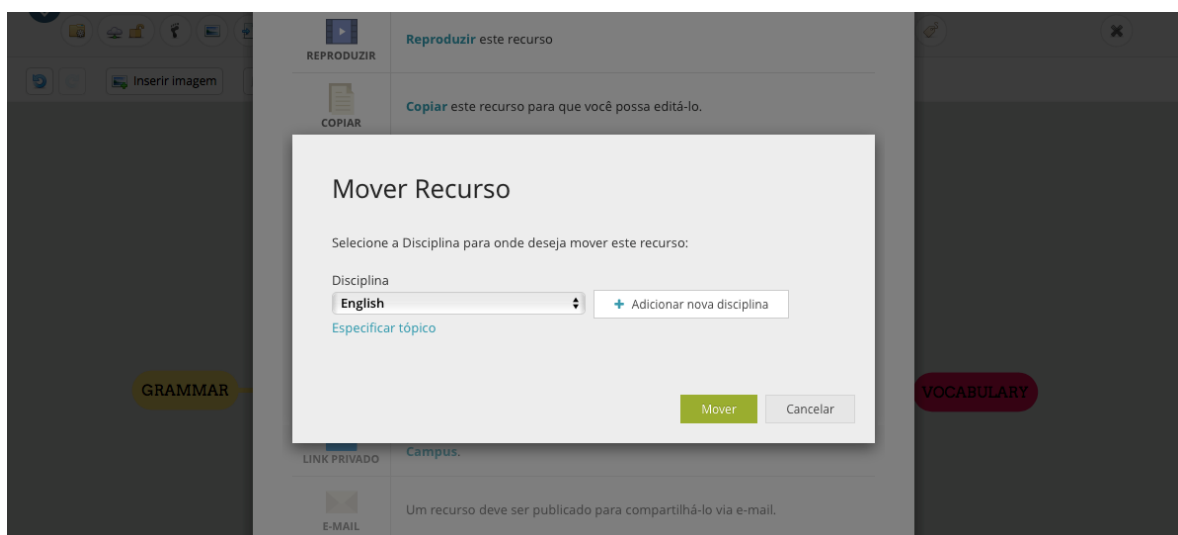 REPRODUZIR
Reproduzir este recurso
Inserir imagem
COPIAR
Copiar este recurso para que você possa editá-lo.
Mover Recurso
Selecione a Disciplina para onde deseja mover este recurso:
Disciplina
English
+ Adicionar nova disciplina
Especificar tópico
GRAMMAR
VOCABULARY
Mover
Cancelar
LINK PRIVADO
Campus.
E-MAIL
Um recurso deve ser publicado para compartilhá-lo via e-mail.